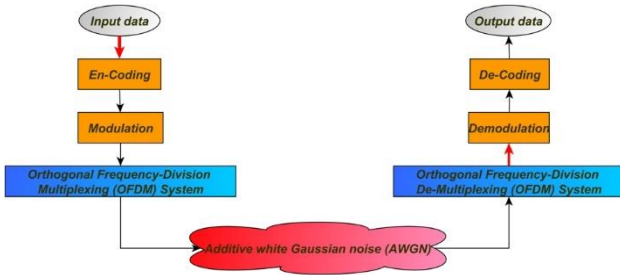 Input data
En-Coding
Modulation
Orthogonal Frequency-Division
Multiplexing (OFDM) System
Additive white Gaussian noise (AWGN)
Orthogonal Frequency-Division
De-Multiplexing (OFDM) System
Demodulation
De-Coding
Output data